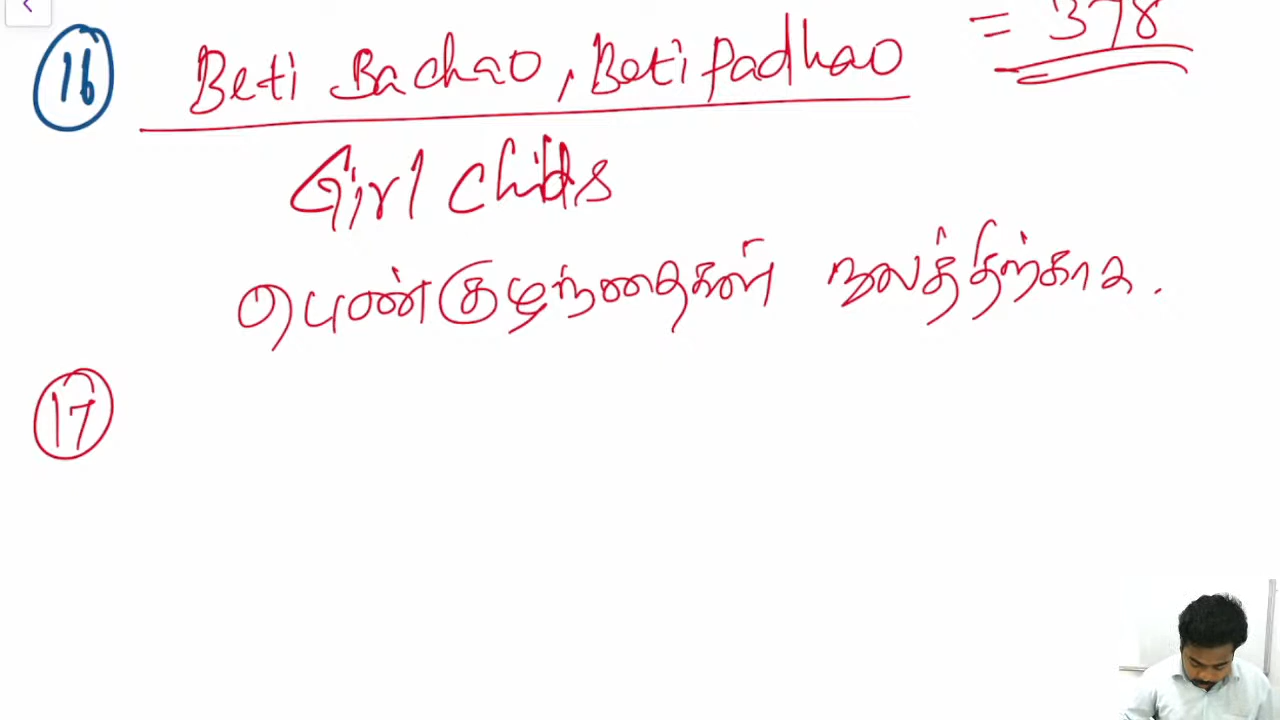 = 378
16 Beti Bachao, Beti Padhao
Girl Childs
பெண்குழந்தைகள் நலத்திற்காக.
17